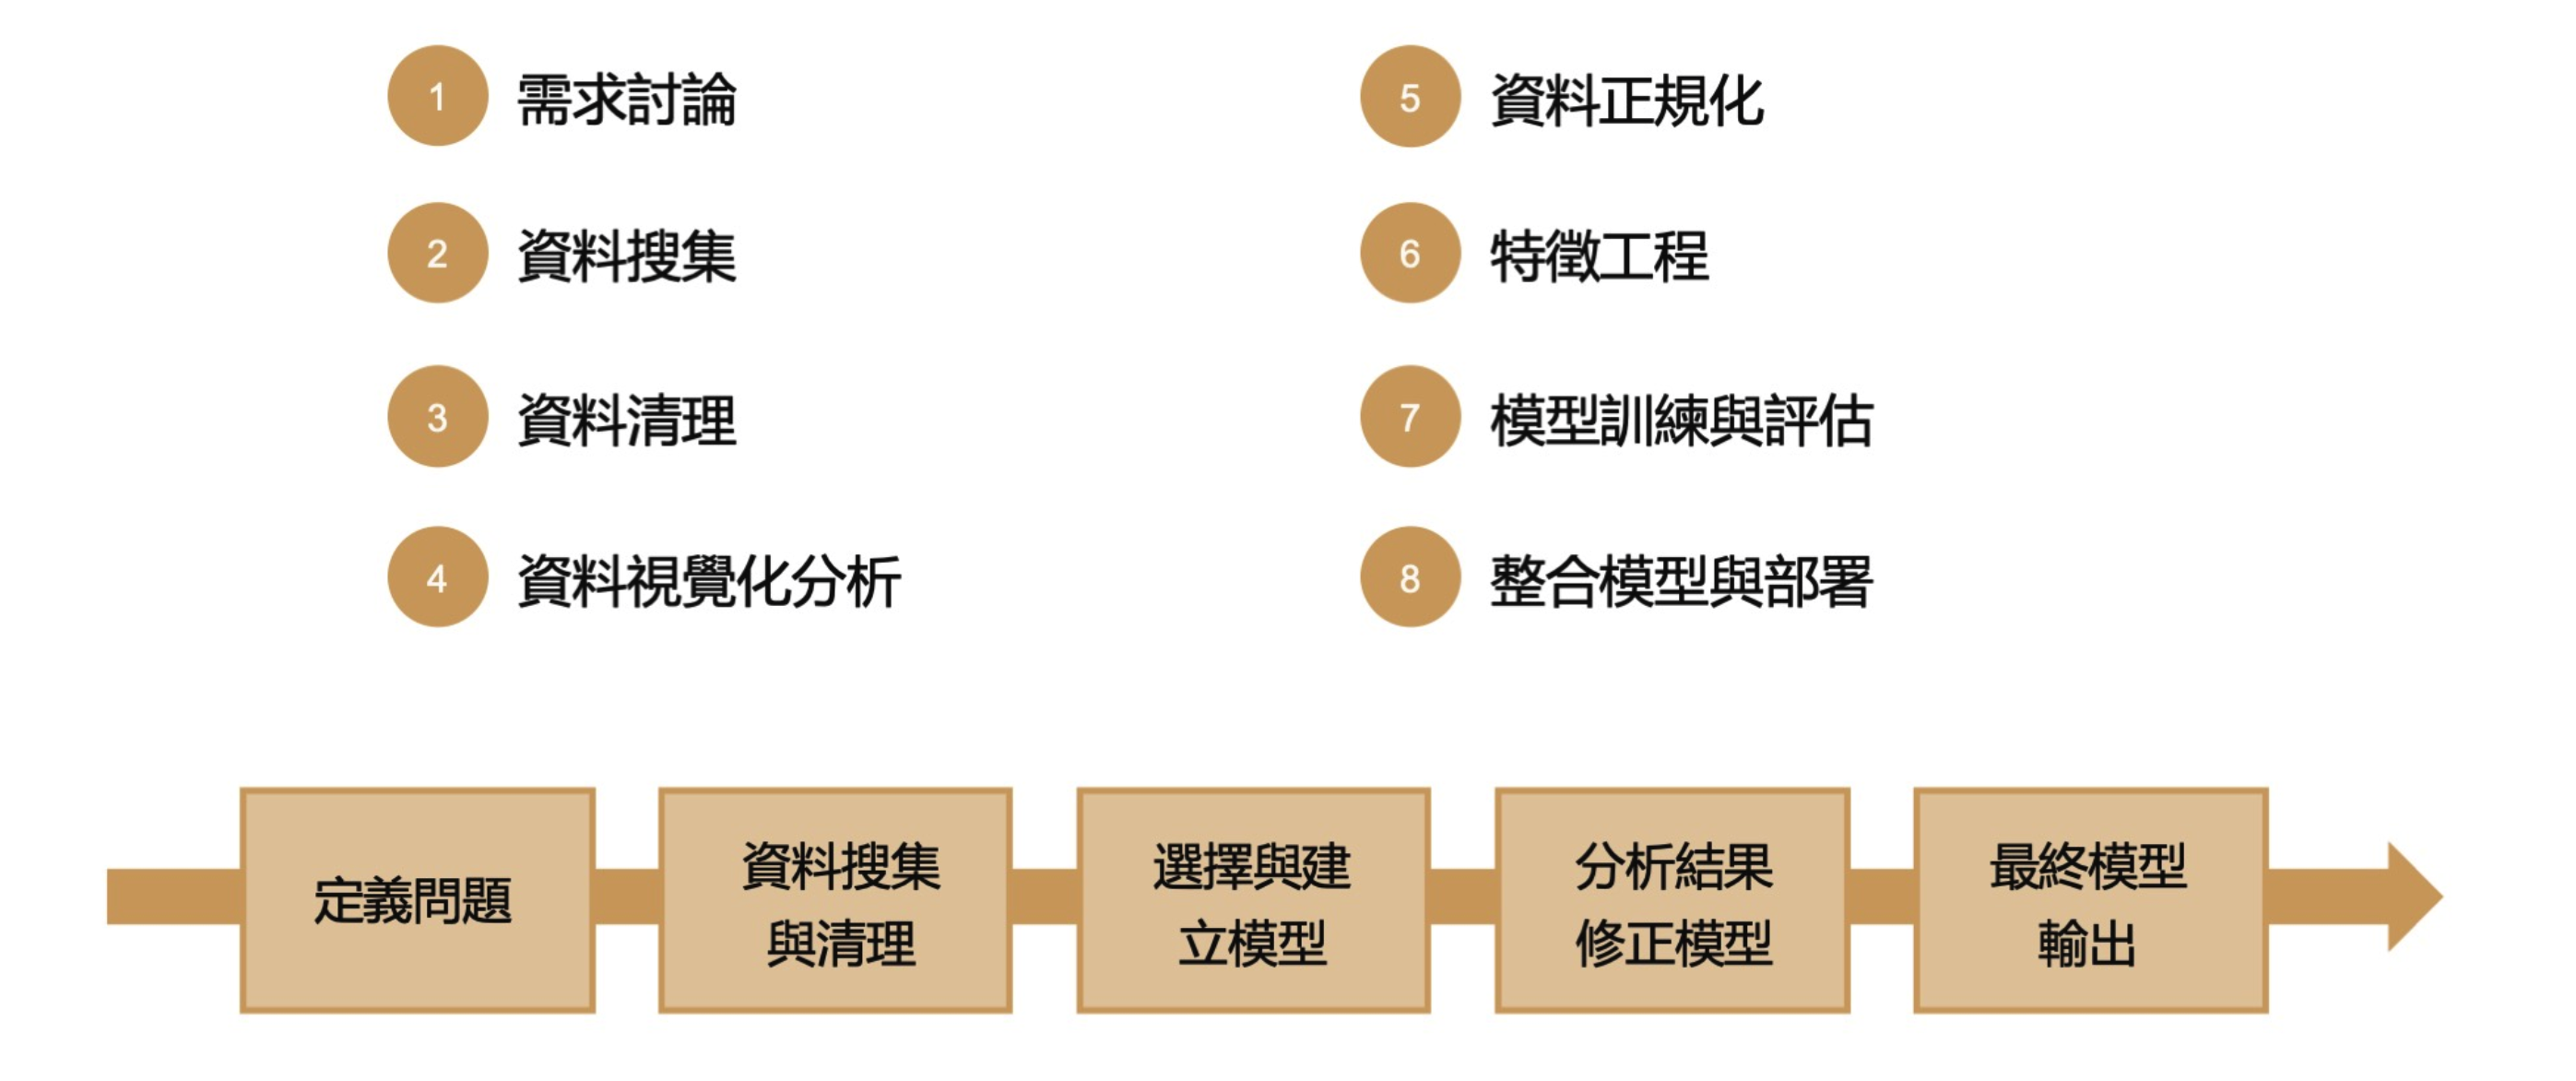 1 需求討論
2 資料搜集
3 資料清理
4 資料視覺化分析
5 資料正規化
6 特徵工程
7 模型訓練與評估
8 整合模型與部署
定義問題
資料搜集
與清理
選擇與建
立模型
分析結果
修正模型
最終模型
輸出